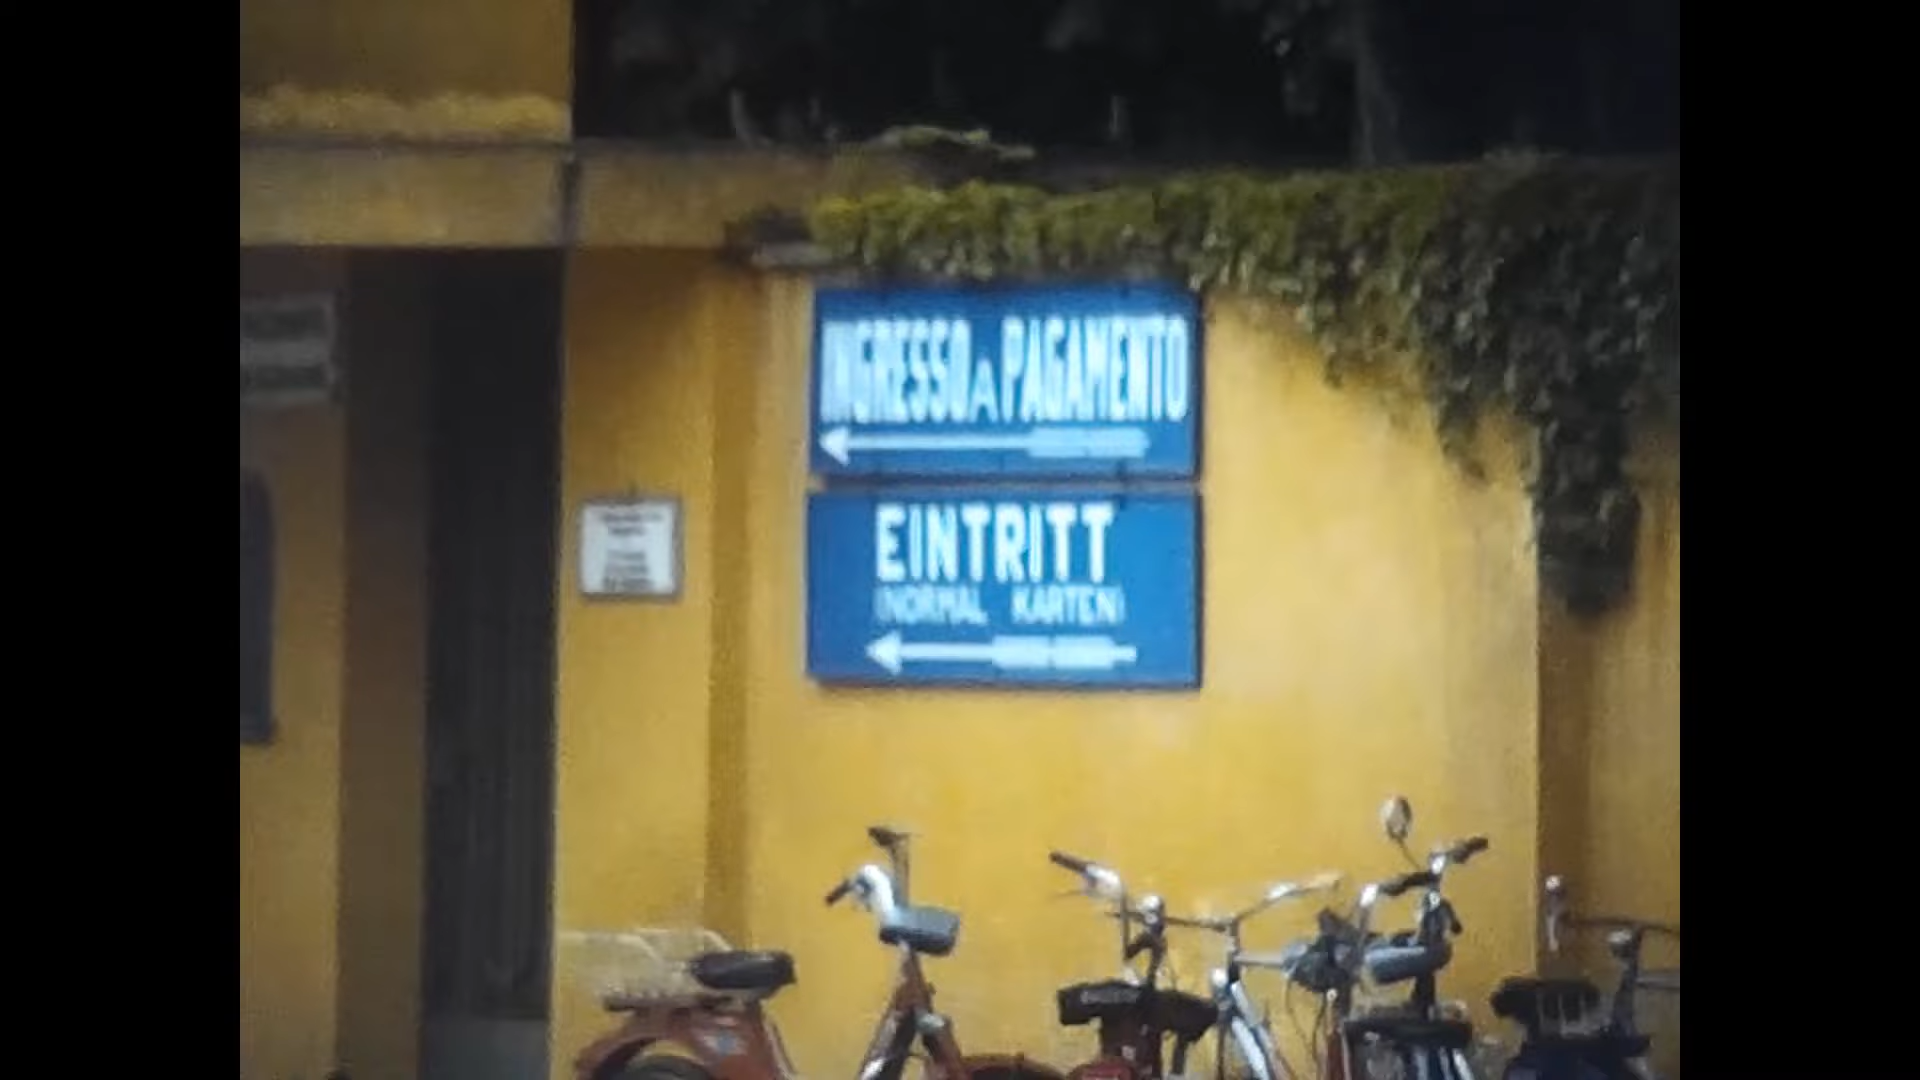 INGRESSO A PAGAMENTO
EINTRITT
(NORMAL KARTEN)